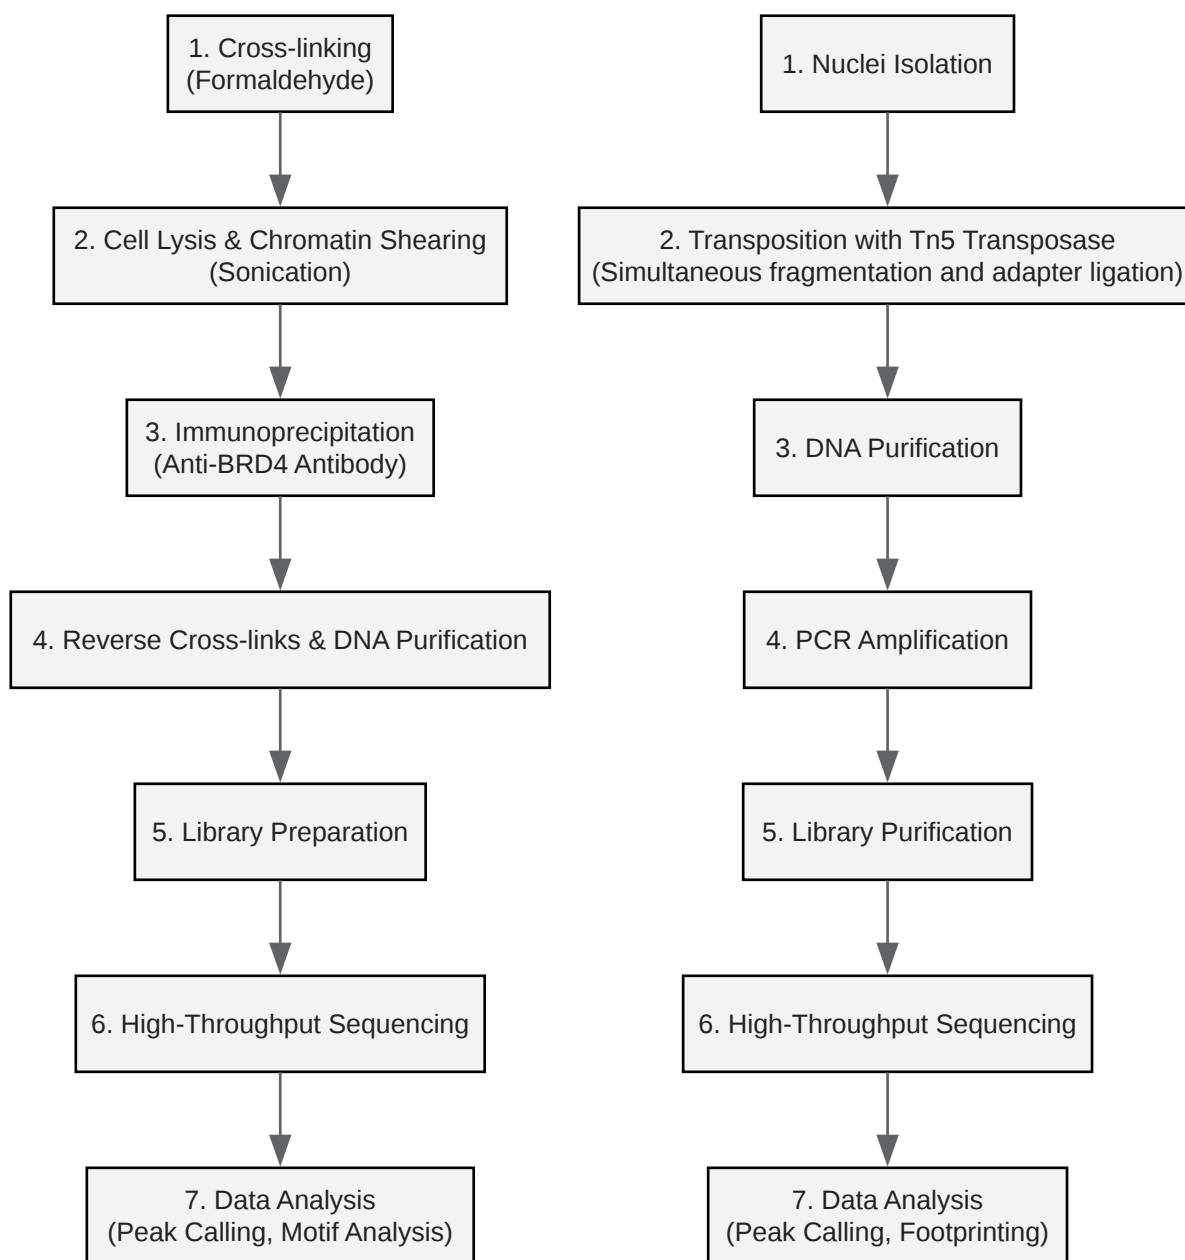 1. Cross-linking
(Formaldehyde)
2. Cell Lysis & Chromatin Shearing
(Sonication)
3. Immunoprecipitation
(Anti-BRD4 Antibody)
4. Reverse Cross-links & DNA Purification
5. Library Preparation
6. High-Throughput Sequencing
7. Data Analysis
(Peak Calling, Motif Analysis)
1. Nuclei Isolation
2. Transposition with Tn5 Transposase
(Simultaneous fragmentation and adapter ligation)
3. DNA Purification
4. PCR Amplification
5. Library Purification
6. High-Throughput Sequencing
7. Data Analysis
(Peak Calling, Footprinting)